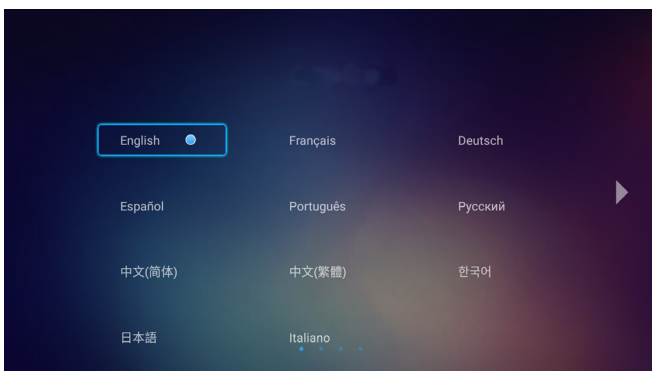 English
Français
Deutsch
Español
Português
Русский
中文(简体)
中文(繁體)
한국어
日本語
Italiano